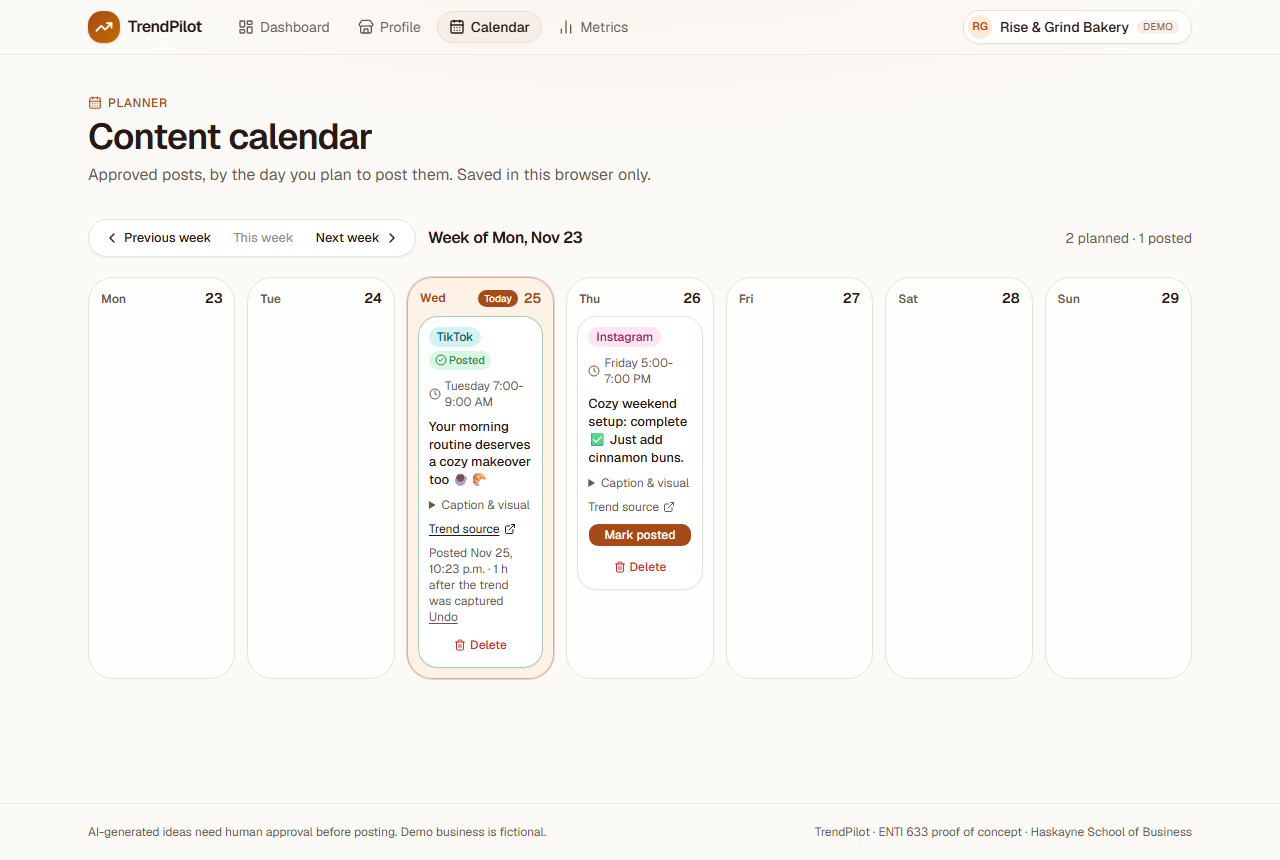 TrendPilot
Dashboard
Profile
Calendar
Metrics
RG
Rise & Grind Bakery
DEMO
PLANNER
Content calendar
Approved posts, by the day you plan to post them. Saved in this browser only.
Previous week
This week
Next week
Week of Mon, Nov 23
2 planned · 1 posted
Mon 23
Tue 24
Wed Today 25
TikTok
Posted
Tuesday 7:00-
9:00 AM
Your morning
routine deserves
a cozy makeover
too
Caption & visual
Trend source
Posted Nov 25,
10:23 p.m. · 1 h
after the trend
was captured
Undo
Delete
Thu 26
Instagram
Friday 5:00-
7:00 PM
Cozy weekend
setup: complete
✅ Just add
cinnamon buns.
Caption & visual
Trend source
Mark posted
Delete
Fri 27
Sat 28
Sun 29
AI-generated ideas need human approval before posting. Demo business is fictional.
TrendPilot · ENTI 633 proof of concept · Haskayne School of Business